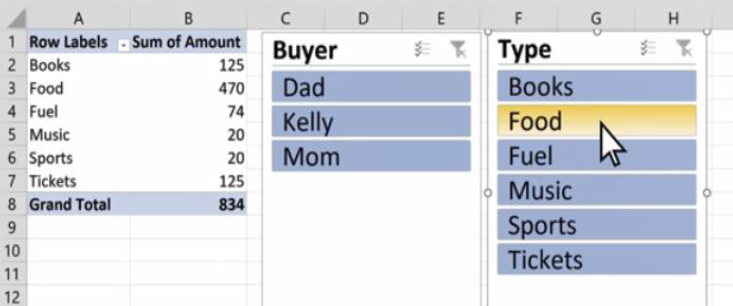 A B C D E F G H
1 Row Labels Sum of Amount
2 Books 125
3 Food 470
4 Fuel 74
5 Music 20
6 Sports 20
7 Tickets 125
8 Grand Total 834
9
10
11
12
Buyer
Dad
Kelly
Mom
Type
Books
Food
Fuel
Music
Sports
Tickets